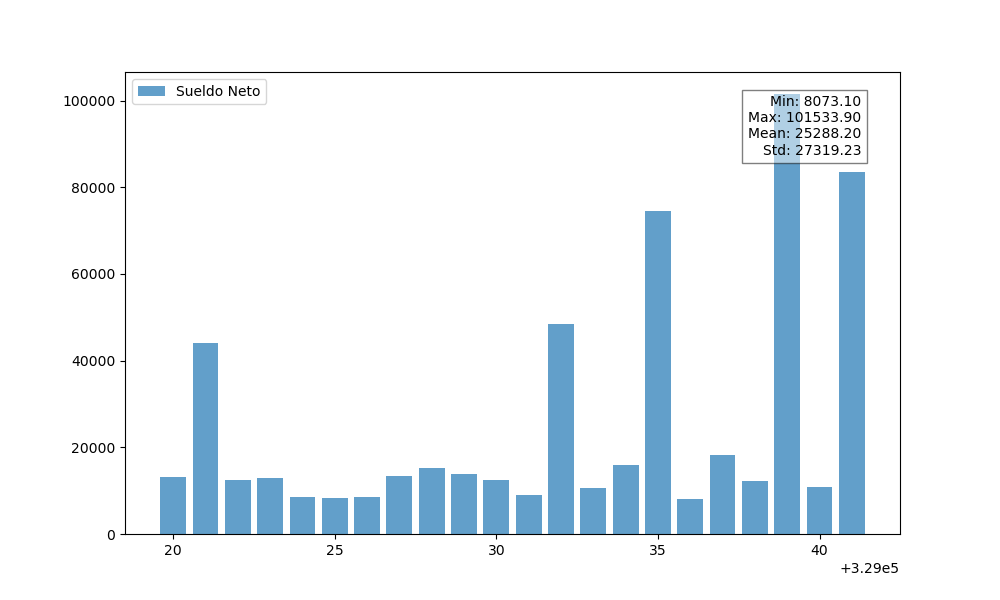 Sueldo Neto
Min: 8073.10
Max: 101533.90
Mean: 25288.20
Std: 27319.23
100000
80000
60000
40000
20000
0
20 25 30 35 40
+3.29e5